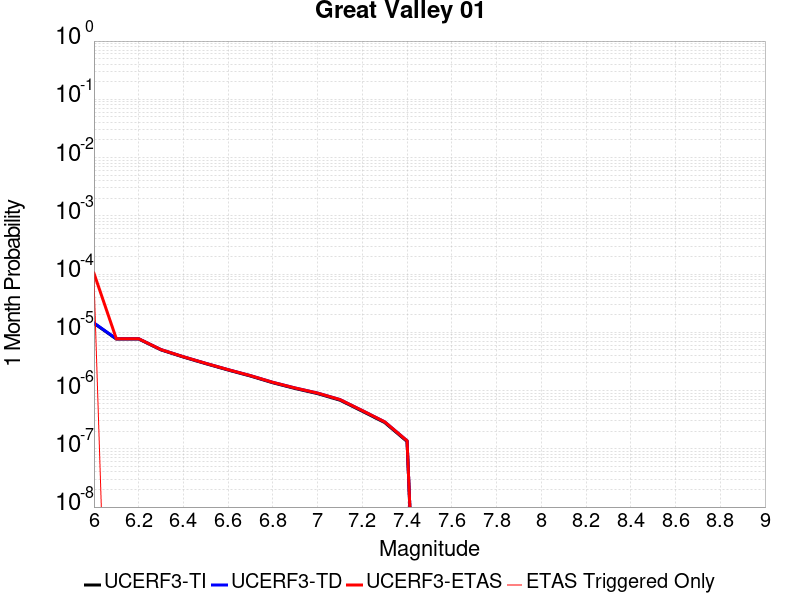 Great Valley 01
1 Month Probability
10^0
10^-1
10^-2
10^-3
10^-4
10^-5
10^-6
10^-7
10^-8
6 6.2 6.4 6.6 6.8 7 7.2 7.4 7.6 7.8 8 8.2 8.4 8.6 8.8 9
Magnitude
UCERF3-TI UCERF3-TD UCERF3-ETAS ETAS Triggered Only